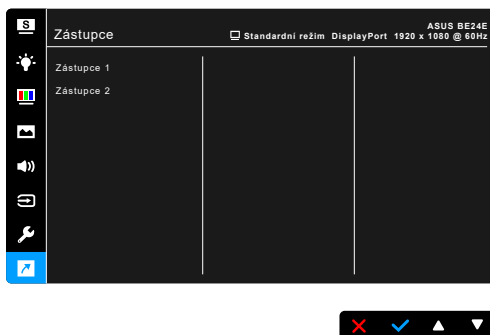 S
ASUS BE24E
Zástupce
Standardní režim DisplayPort 1920 x 1080 @ 60Hz
Zástupce 1
Zástupce 2